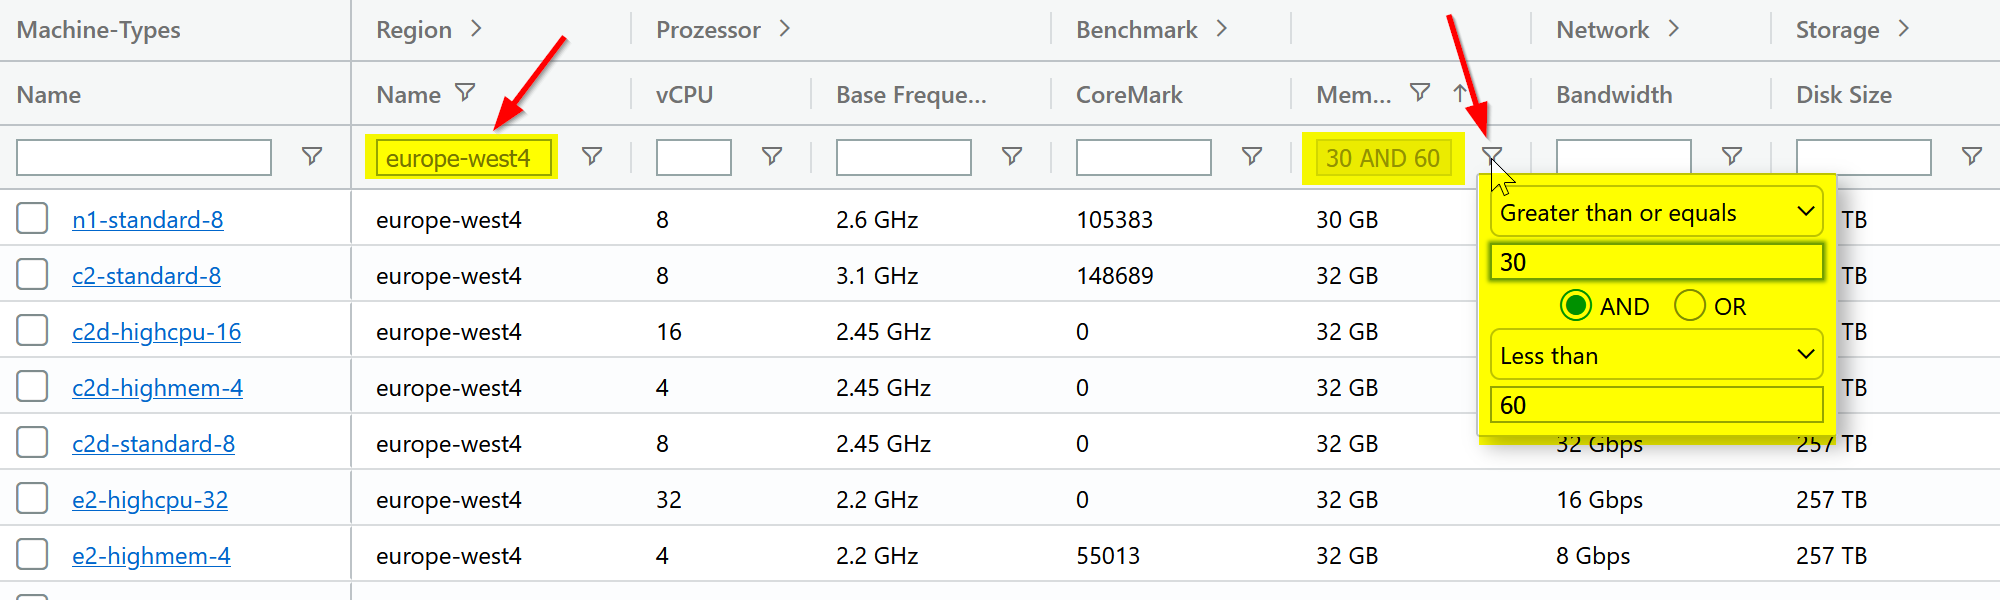 Machine-Types Region Prozessor Benchmark Network Storage
Name Name vCPU Base Freque... CoreMark Mem... Bandwidth Disk Size
europe-west4 30 AND 60
n1-standard-8 europe-west4 8 2.6 GHz 105383 30 GB TB
c2-standard-8 europe-west4 8 3.1 GHz 148689 32 GB TB
c2d-highcpu-16 europe-west4 16 2.45 GHz 0 32 GB TB
c2d-highmem-4 europe-west4 4 2.45 GHz 0 32 GB TB
c2d-standard-8 europe-west4 8 2.45 GHz 0 32 GB 32 Gbps 257 TB
e2-highcpu-32 europe-west4 32 2.2 GHz 0 32 GB 16 Gbps 257 TB
e2-highmem-4 europe-west4 4 2.2 GHz 55013 32 GB 8 Gbps 257 TB
Greater than or equals
30
AND OR
Less than
60